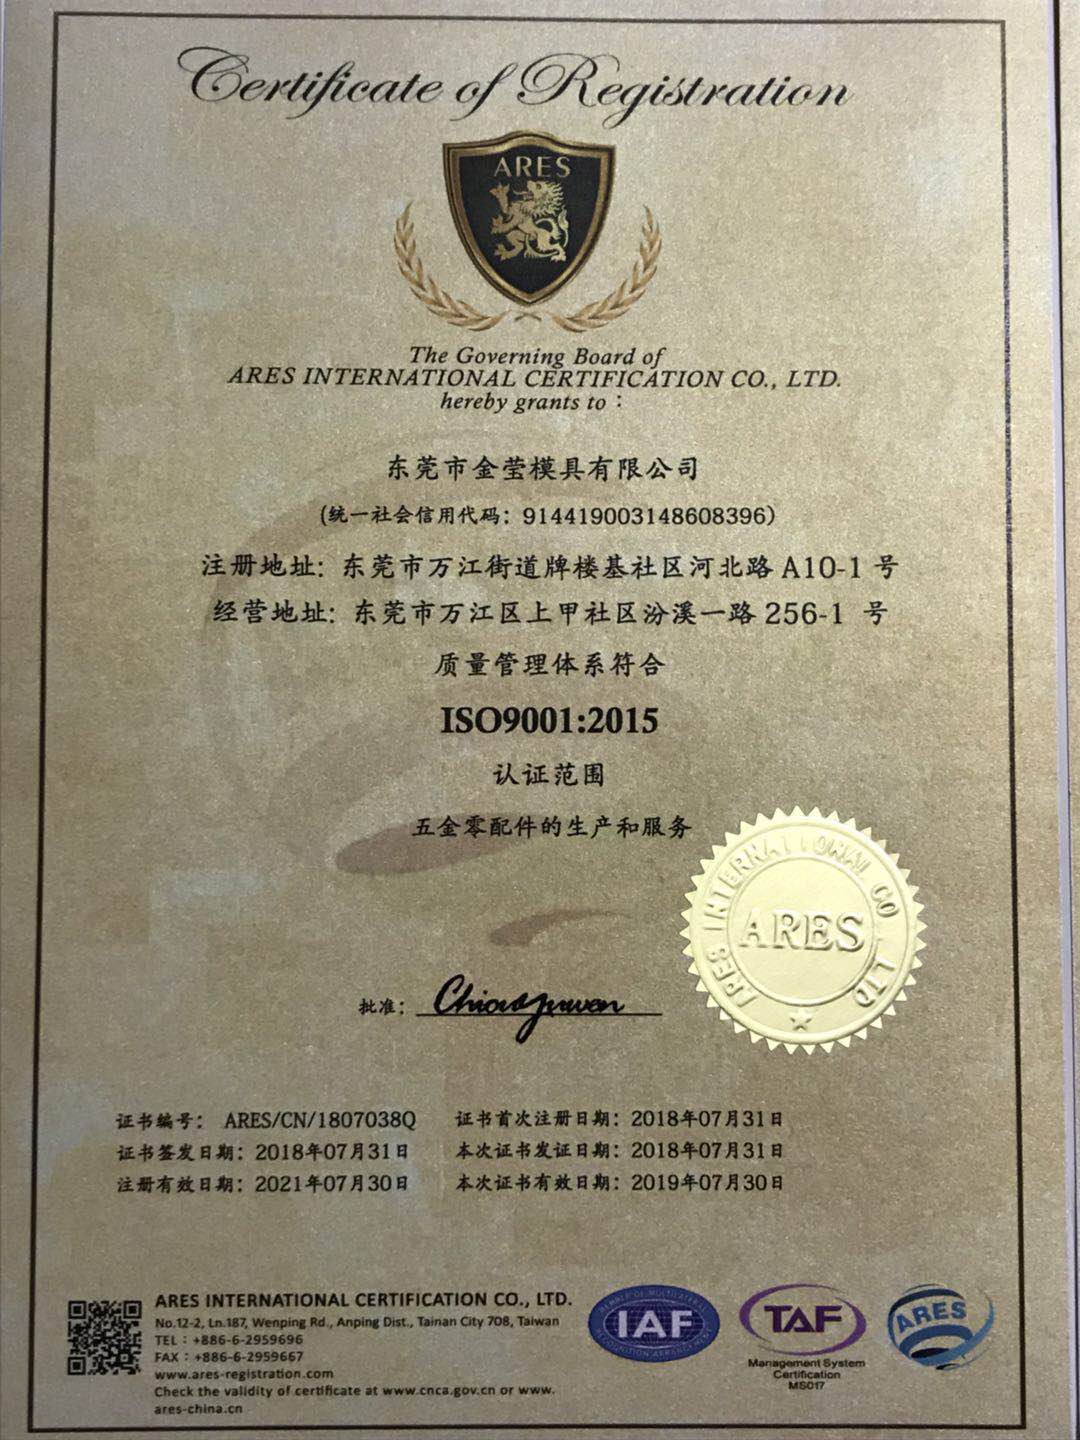 Certificate of Registration
ARES
The Governing Board of
ARES INTERNATIONAL CERTIFICATION CO., LTD.
hereby grants to：
东莞市金莹模具有限公司
(统一社会信用代码：914419003148608396)
注册地址：东莞市万江街道牌楼基社区河北路 A10-1 号
经营地址：东莞市万江区上甲社区汾溪一路 256-1 号
质量管理体系符合
ISO9001:2015
认证范围
五金零配件的生产和服务
ARES INTERNATIONAL CO LTD
ARES
批准：
证书编号： ARES/CN/1807038Q 证书首次注册日期：2018年07月31日
证书签发日期：2018年07月31日 本次证书发证日期：2018年07月31日
注册有效日期：2021年07月30日 本次证书有效日期：2019年07月30日
ARES INTERNATIONAL CERTIFICATION CO., LTD.
No.12-2, Ln.187, Wenping Rd., Anping Dist., Tainan City 708, Taiwan
TEL：+886-6-2959696
FAX：+886-6-2959667
www.ares-registration.com
Check the validity of certificate at www.cnca.gov.cn or www.
ares-china.cn
MEMBER OF MULTILATERAL
IAF
RECOGNITION ARRANGEMENT
TAF
Management System
Certification
MS017
ARES